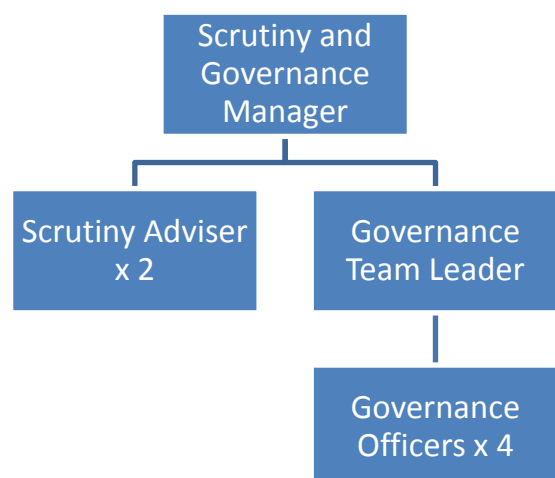 Scrutiny and
Governance
Manager
Scrutiny Adviser
x 2
Governance
Team Leader
Governance
Officers x 4